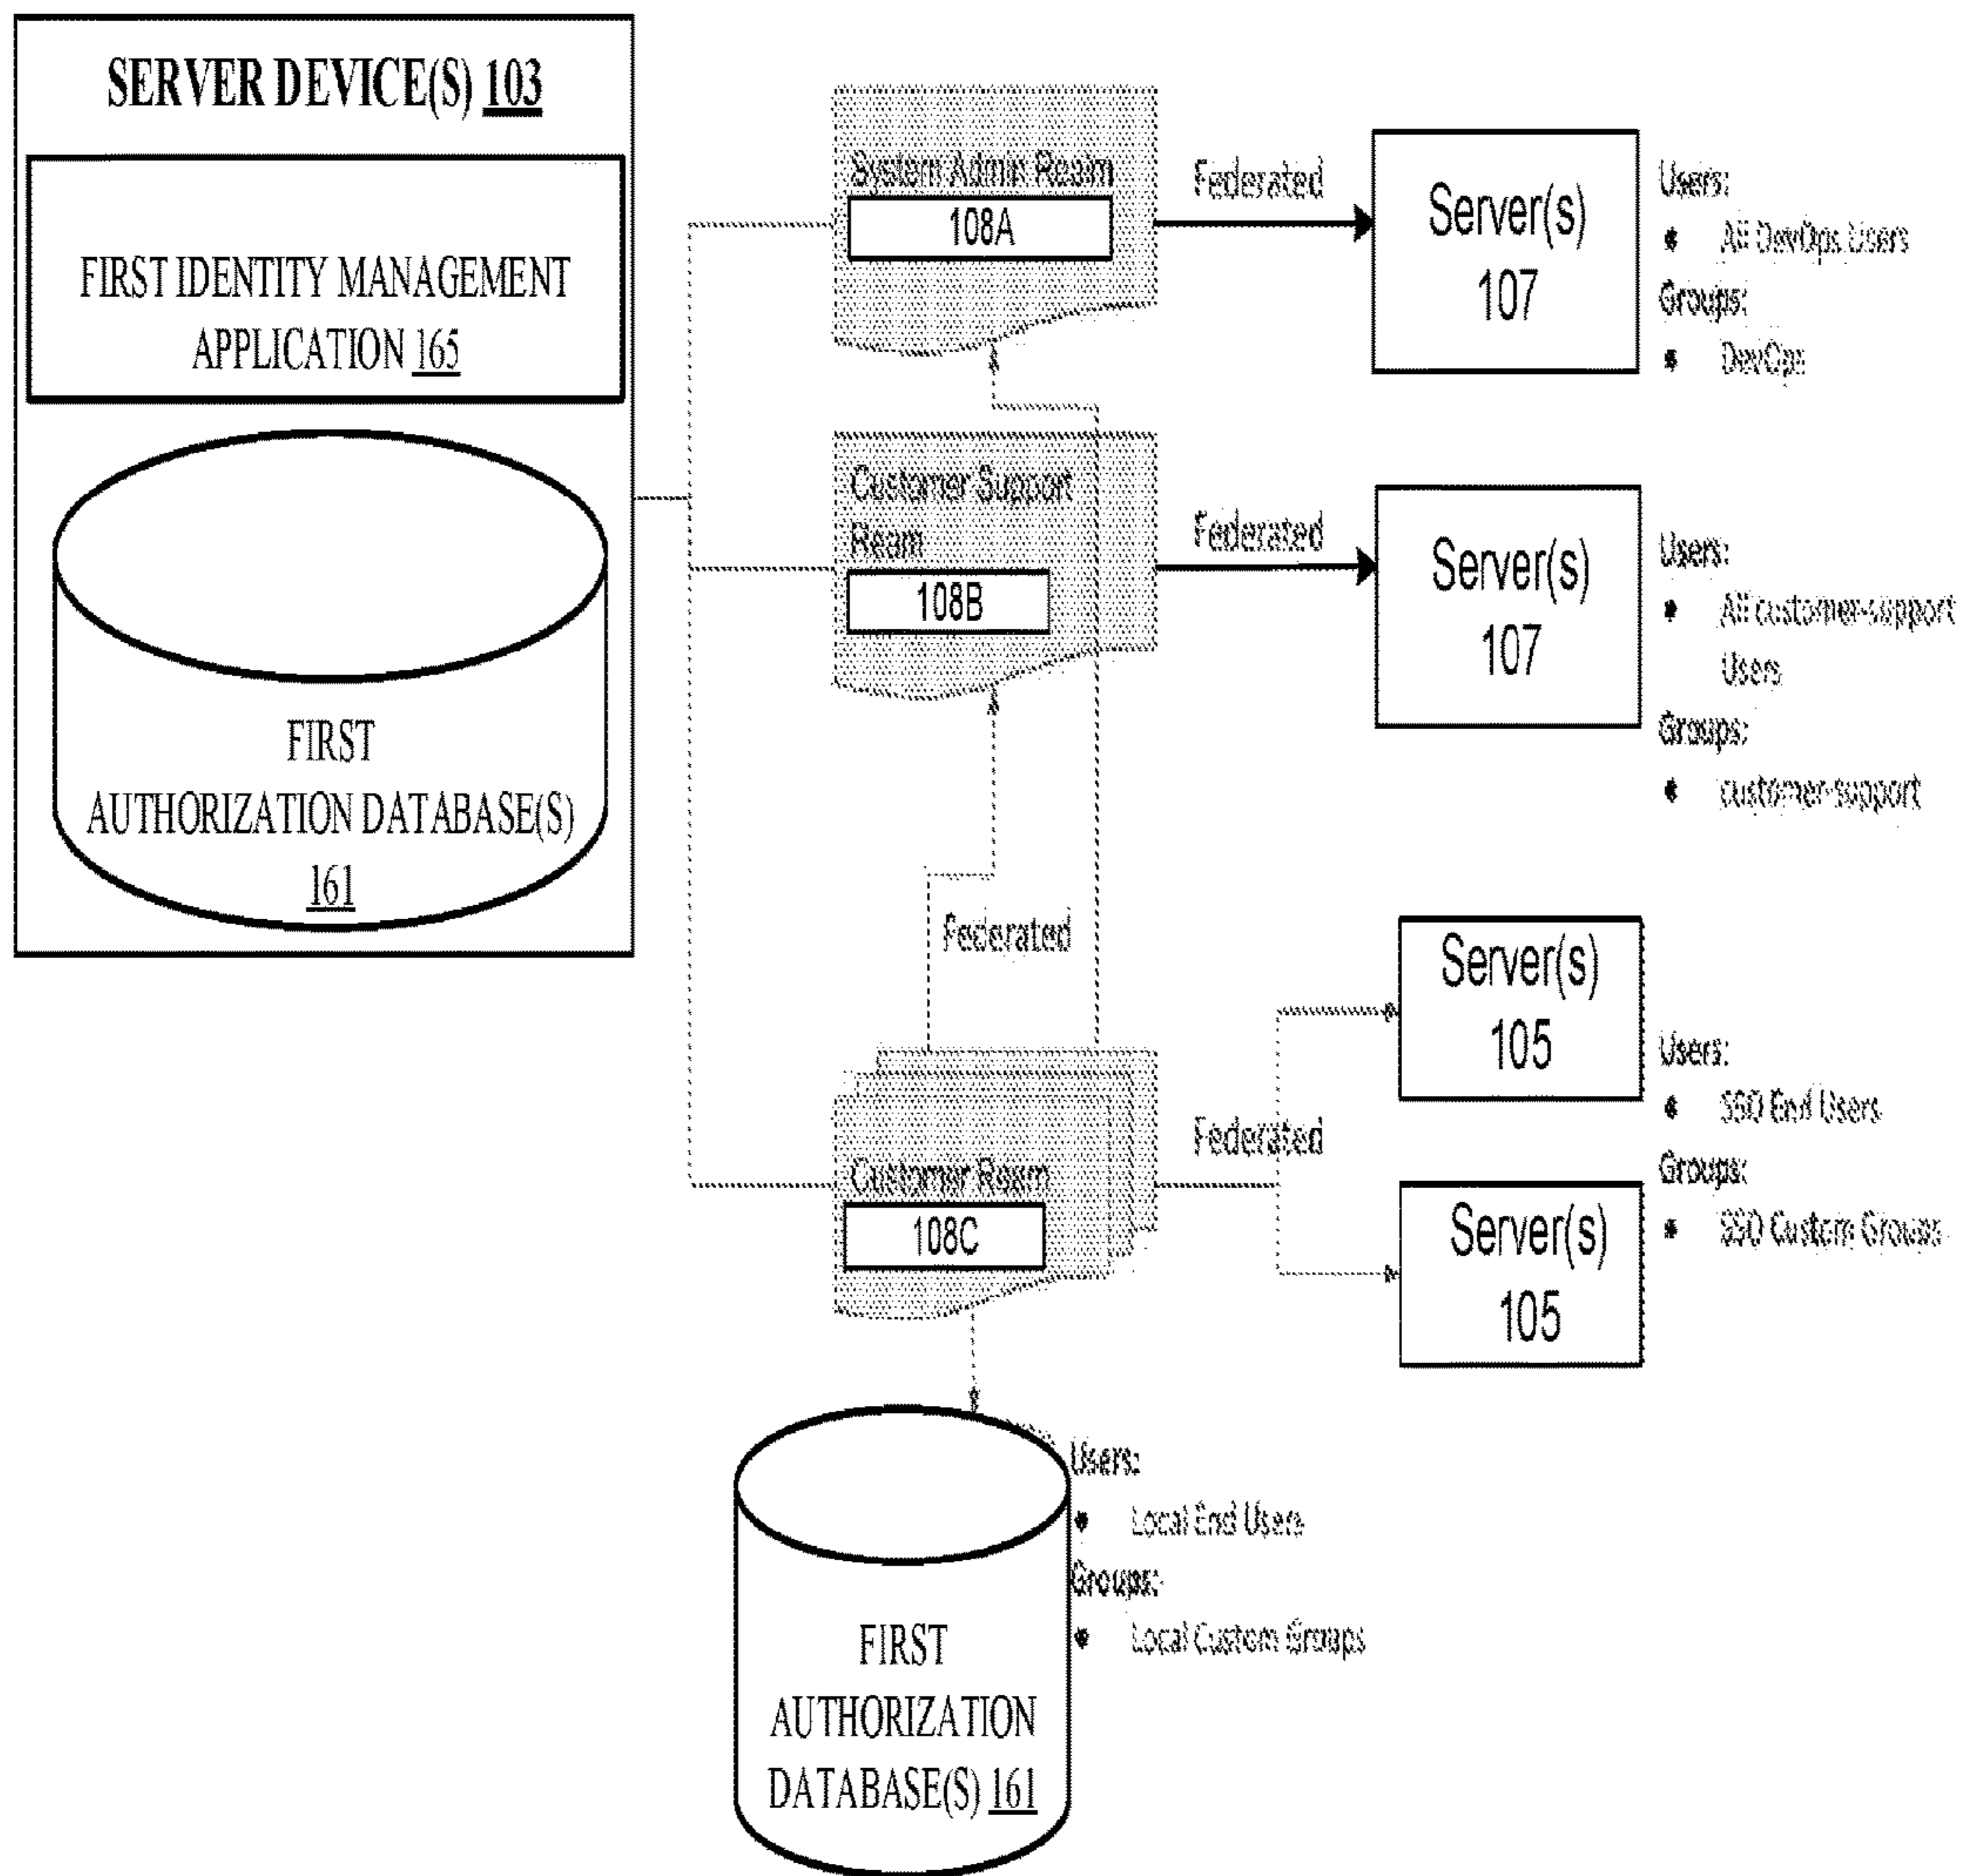 SERVER DEVICE(S) 103
FIRST IDENTITY MANAGEMENT
APPLICATION 165
FIRST
AUTHORIZATION DATABASE(S)
161
System Admin Realm
108A
Federated
Server(s)
107
Users:
• All DevOps Users
Groups:
• DevOps
Customer Support
Ream
108B
Federated
Server(s)
107
Users:
• All customer-support
Users
Groups:
• customer-support
Federated
Customer Ream
108C
Federated
Server(s)
105
Server(s)
105
Users:
• SSO End Users
Groups:
• SSO Custom Groups
FIRST
AUTHORIZATION
DATABASE(S) 161
Users:
• Local End Users
Groups:
• Local Custom Groups